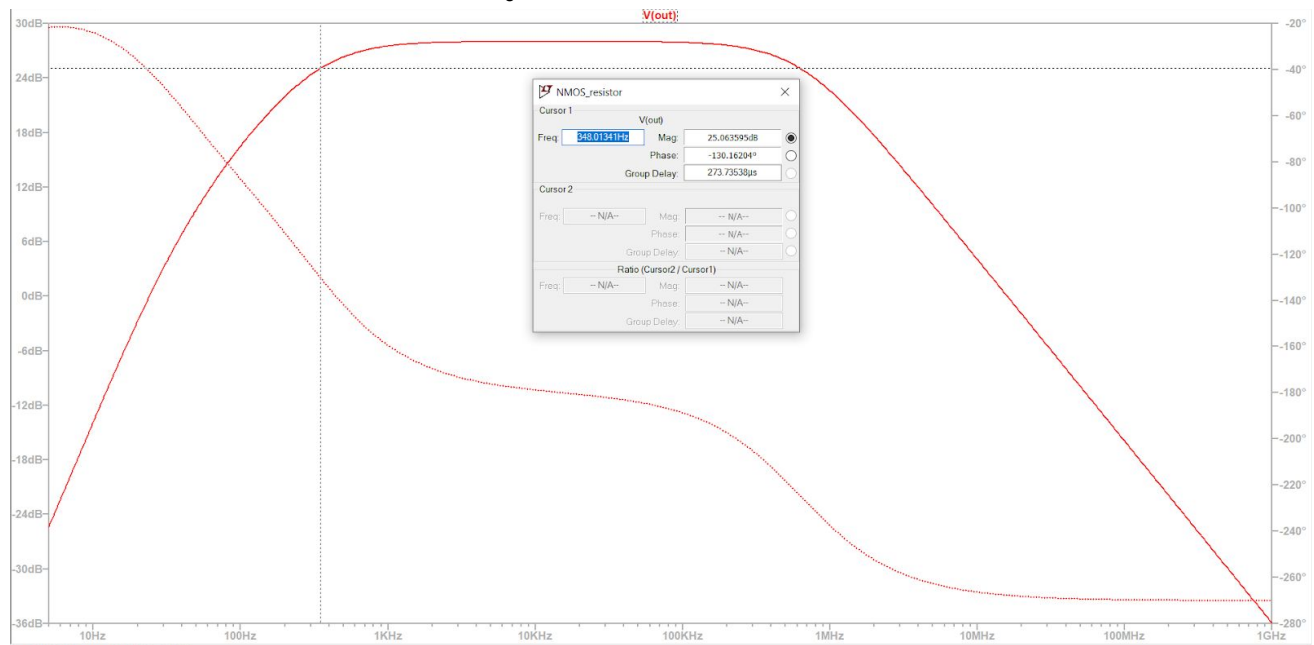 V(out)
30dB
24dB
18dB
12dB
6dB
0dB
-6dB
-12dB
-18dB
-24dB
-30dB
-36dB
NMOS_resistor
Cursor 1
V(out)
Freq: 348.01341Hz Mag: 25.063595dB
Phase: -130.16204°
Group Delay: 273.73538µs
Cursor 2
Freq: -- N/A-- Mag: -- N/A--
Phase: -- N/A--
Group Delay: -- N/A--
Ratio (Cursor2 / Cursor1)
Freq: -- N/A-- Mag: -- N/A--
Phase: -- N/A--
Group Delay: -- N/A--
-20°
-40°
-60°
-80°
-100°
-120°
-140°
-160°
-180°
-200°
-220°
-240°
-260°
-280°
10Hz 100Hz 1KHz 10KHz 100KHz 1MHz 10MHz 100MHz 1GHz